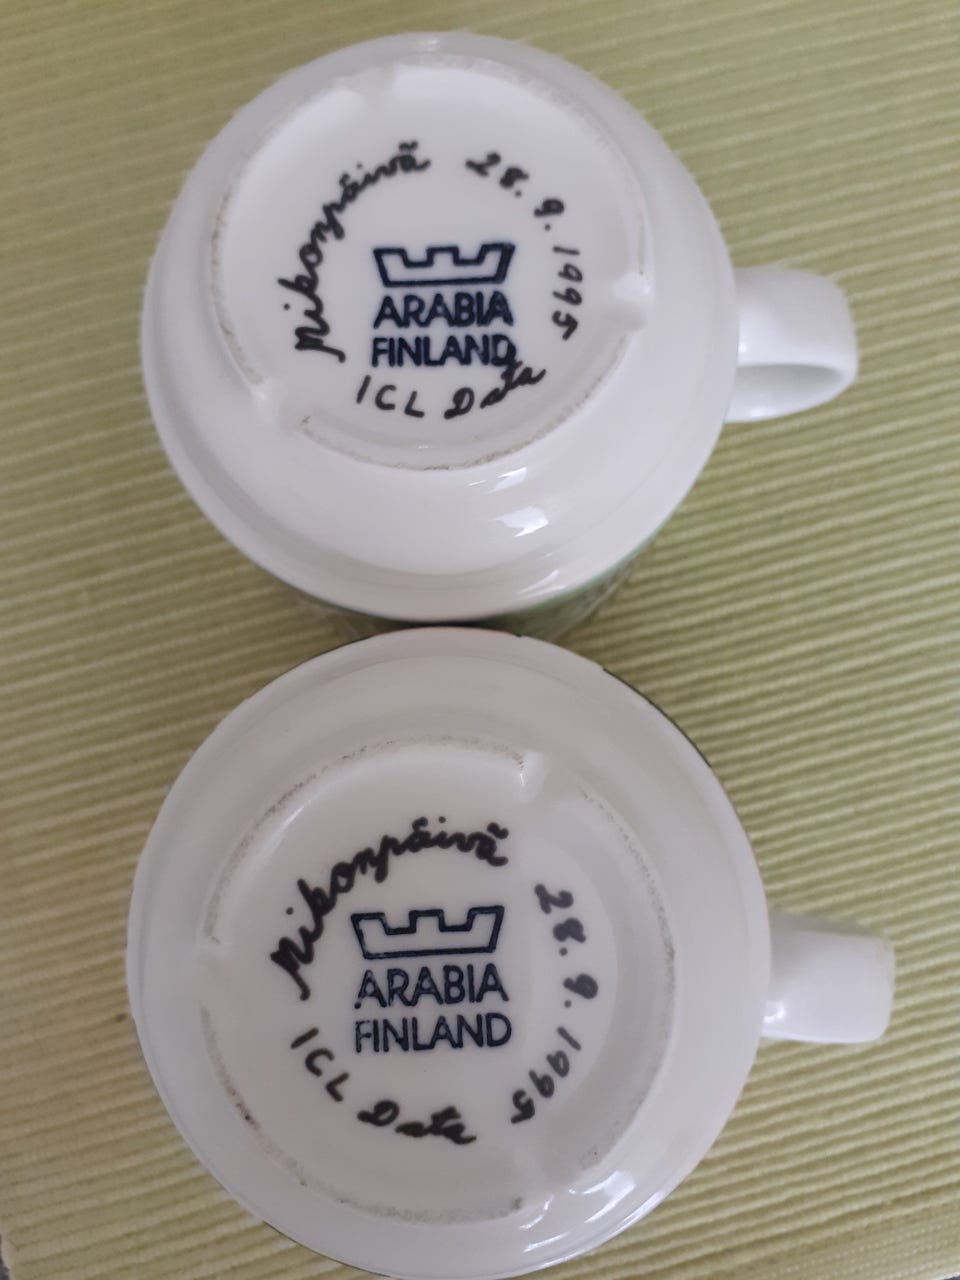 Mikonpäivä 28.9.1995
ARABIA
FINLAND
ICL Data
Mikonpäivä 28.9.1995
ARABIA
FINLAND
ICL Data